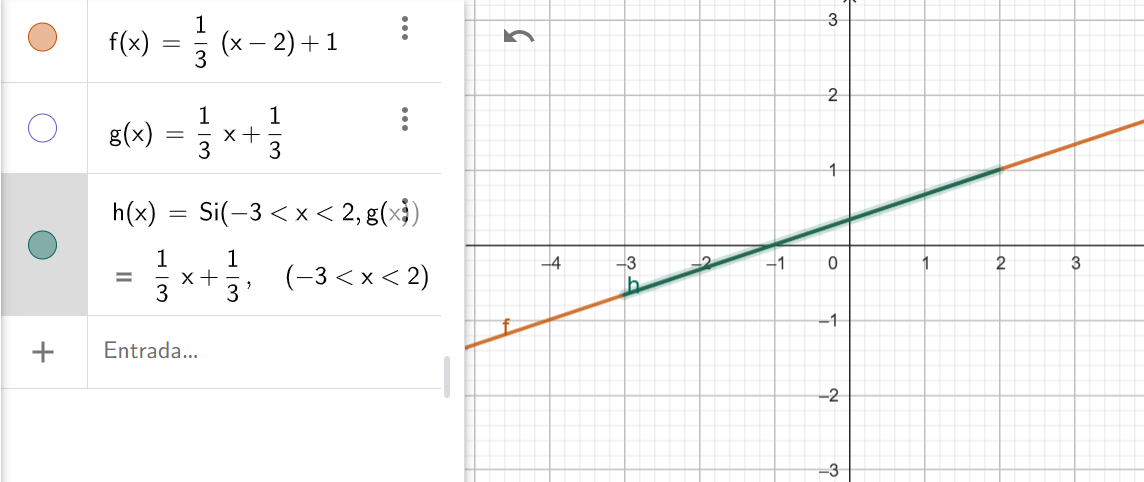 f(x) = 1/3 (x − 2) + 1
g(x) = 1/3 x + 1/3
h(x) = Si(−3 < x < 2, g(x))
= 1/3 x + 1/3, (−3 < x < 2)
+ Entrada...
3
2
1
−4 −3 −2 −1 0 1 2 3
h
f
−1
−2
−3